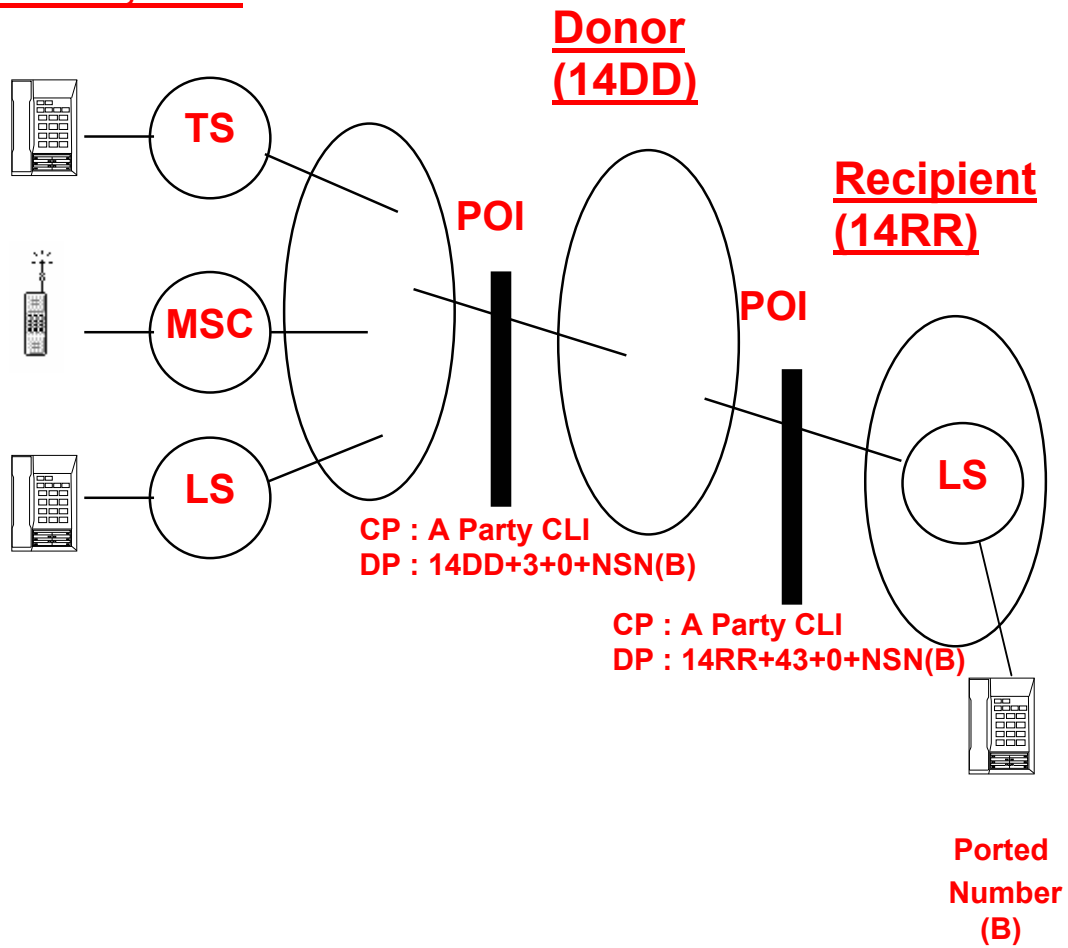 Donor
(14DD)
TS
Recipient
(14RR)
POI
POI
MSC
LS
LS
CP : A Party CLI
DP : 14DD+3+0+NSN(B)
CP : A Party CLI
DP : 14RR+43+0+NSN(B)
Ported
Number
(B)